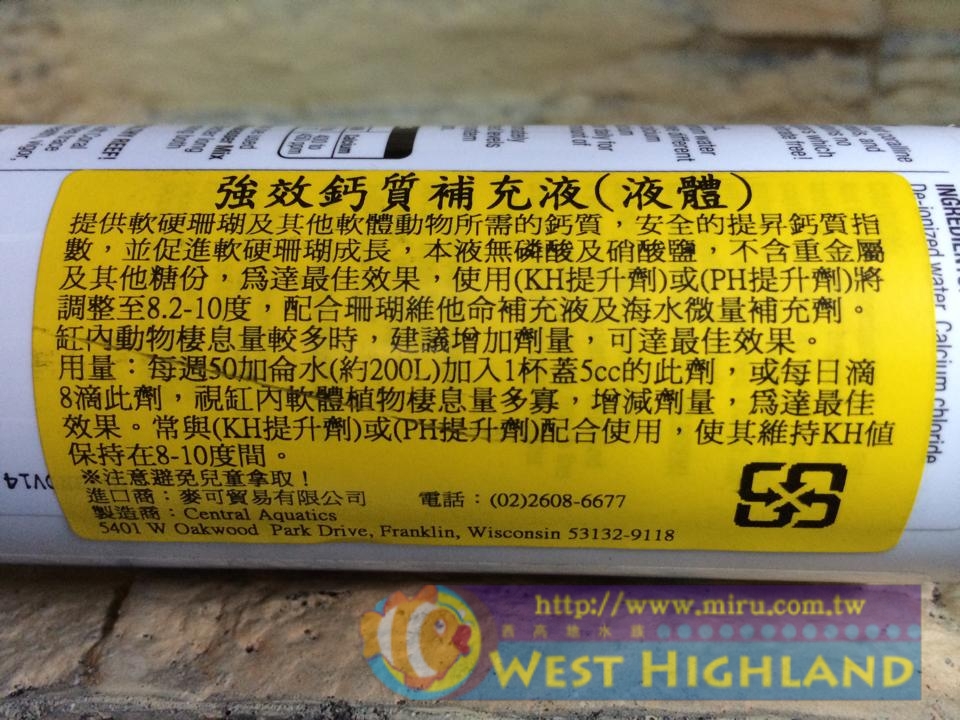 強效鈣質補充液(液體)
提供軟硬珊瑚及其他軟體動物所需的鈣質，安全的提昇鈣質指
數，並促進軟硬珊瑚成長，本液無磷酸及硝酸鹽，不含重金屬
及其他糖份，為達最佳效果，使用(KH提升劑)或(PH提升劑)將
調整至8.2-10度，配合珊瑚維他命補充液及海水微量補充劑。
缸內動物棲息量較多時，建議增加劑量，可達最佳效果。
用量：每週50加侖水(約200L)加入1杯蓋5cc的此劑，或每日滴
8滴此劑，視缸內軟體植物棲息量多寡，增減劑量，為達最佳
效果。常與(KH提升劑)或(PH提升劑)配合使用，使其維持KH值
保持在8-10度間。
※注意避免兒童拿取！
進口商：麥可貿易有限公司 電話：(02)2608-6677
製造商：Central Aquatics
5401 W Oakwood Park Drive, Franklin, Wisconsin 53132-9118
De-ionized water, Calcium chloride
http://www.miru.com.tw
西高地水族
WEST HIGHLAND